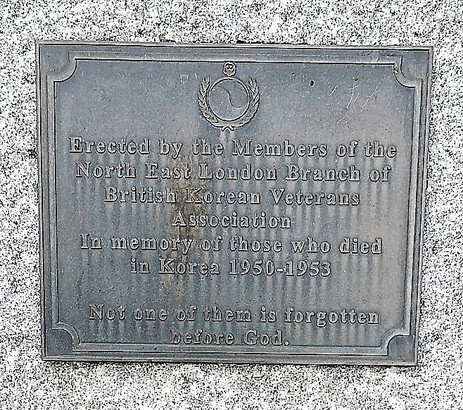 Erected by the Members of the
North East London Branch of
British Korean Veterans
Association
In memory of those who died
in Korea 1950-1953
Not one of them is forgotten
before God.